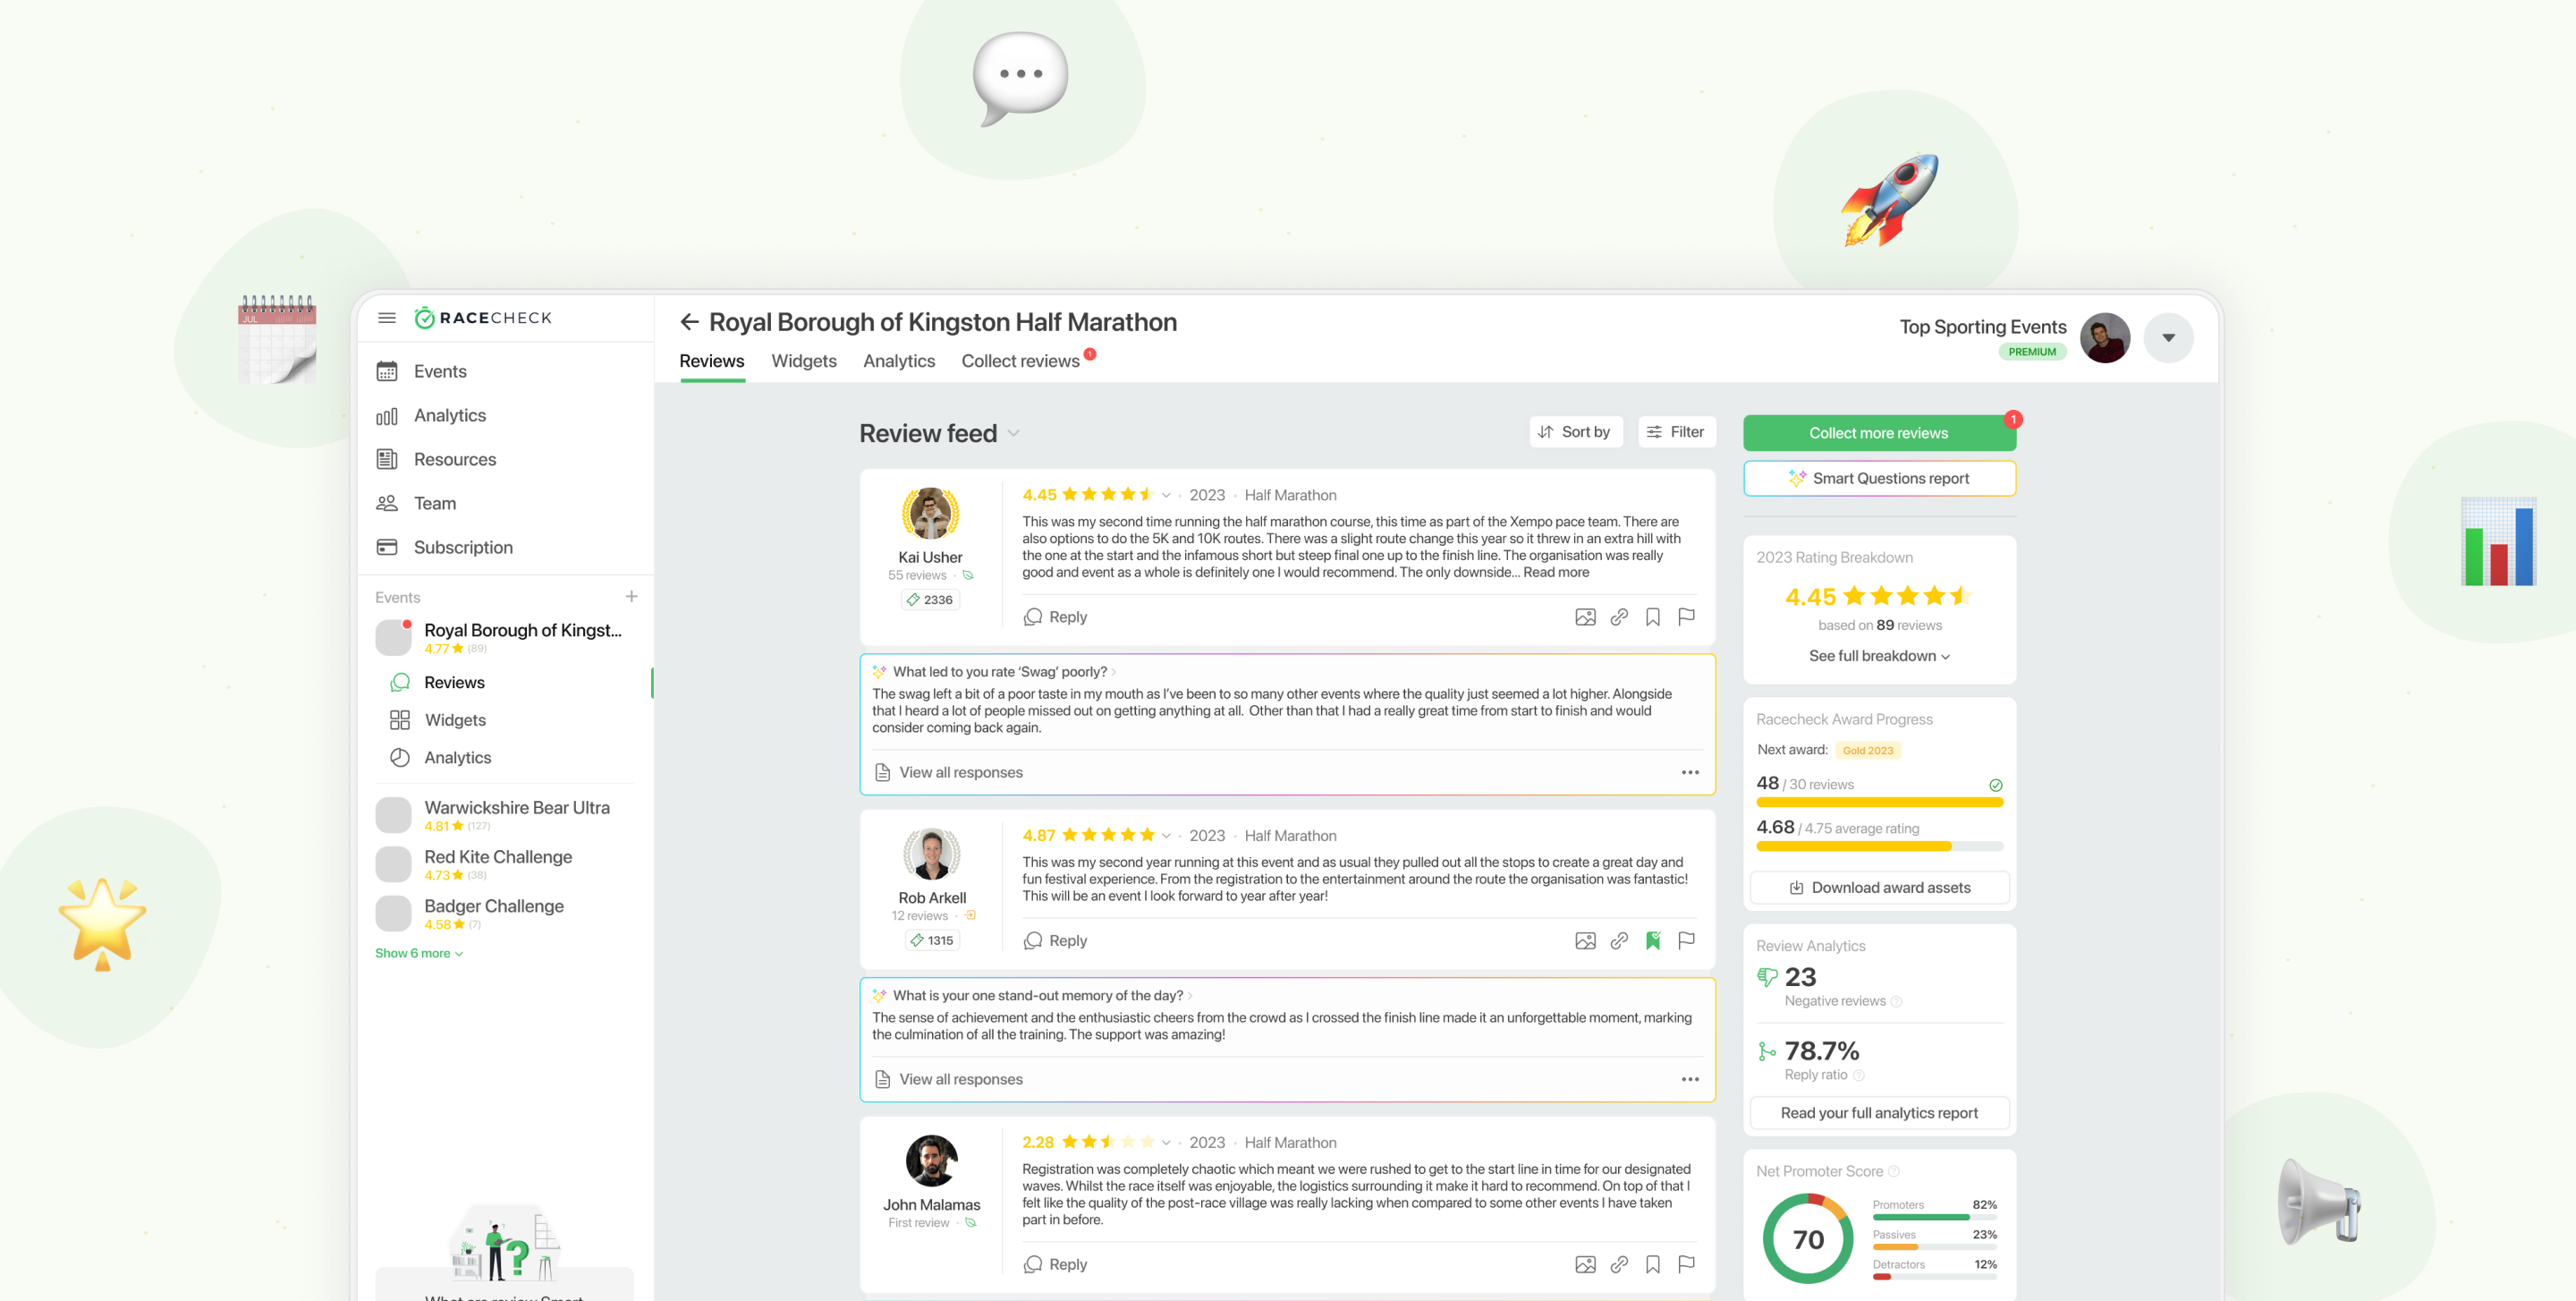 JUL
RACECHECK
Events
Analytics
Resources
Team
Subscription
Events
Royal Borough of Kingst...
4.77 (89)
Reviews
Widgets
Analytics
Warwickshire Bear Ultra
4.81 (127)
Red Kite Challenge
4.73 (38)
Badger Challenge
4.58 (7)
Show 6 more
Royal Borough of Kingston Half Marathon
Reviews Widgets Analytics Collect reviews 1
Top Sporting Events
PREMIUM
Review feed
Sort by
Filter
Kai Usher
55 reviews ·
2336
4.45 · 2023 · Half Marathon
This was my second time running the half marathon course, this time as part of the Xempo pace team. There are
also options to do the 5K and 10K routes. There was a slight route change this year so it threw in an extra hill with
the one at the start and the infamous short but steep final one up to the finish line. The organisation was really
good and event as a whole is definitely one I would recommend. The only downside... Read more
Reply
What led to you rate ‘Swag’ poorly?
The swag left a bit of a poor taste in my mouth as I’ve been to so many other events where the quality just seemed a lot higher. Alongside
that I heard a lot of people missed out on getting anything at all. Other than that I had a really great time from start to finish and would
consider coming back again.
View all responses
Rob Arkell
12 reviews ·
1315
4.87 · 2023 · Half Marathon
This was my second year running at this event and as usual they pulled out all the stops to create a great day and
fun festival experience. From the registration to the entertainment around the route the organisation was fantastic!
This will be an event I look forward to year after year!
Reply
What is your one stand-out memory of the day?
The sense of achievement and the enthusiastic cheers from the crowd as I crossed the finish line made it an unforgettable moment, marking
the culmination of all the training. The support was amazing!
View all responses
John Malamas
First review ·
2.28 · 2023 · Half Marathon
Registration was completely chaotic which meant we were rushed to get to the start line in time for our designated
waves. Whilst the race itself was enjoyable, the logistics surrounding it make it hard to recommend. On top of that I
felt like the quality of the post-race village was really lacking when compared to some other events I have taken
part in before.
Reply
Collect more reviews
1
Smart Questions report
2023 Rating Breakdown
4.45
based on 89 reviews
See full breakdown
Racecheck Award Progress
Next award: Gold 2023
48 / 30 reviews
4.68 / 4.75 average rating
Download award assets
Review Analytics
23
Negative reviews
78.7%
Reply ratio
Read your full analytics report
Net Promoter Score
70
Promoters 82%
Passives 23%
Detractors 12%